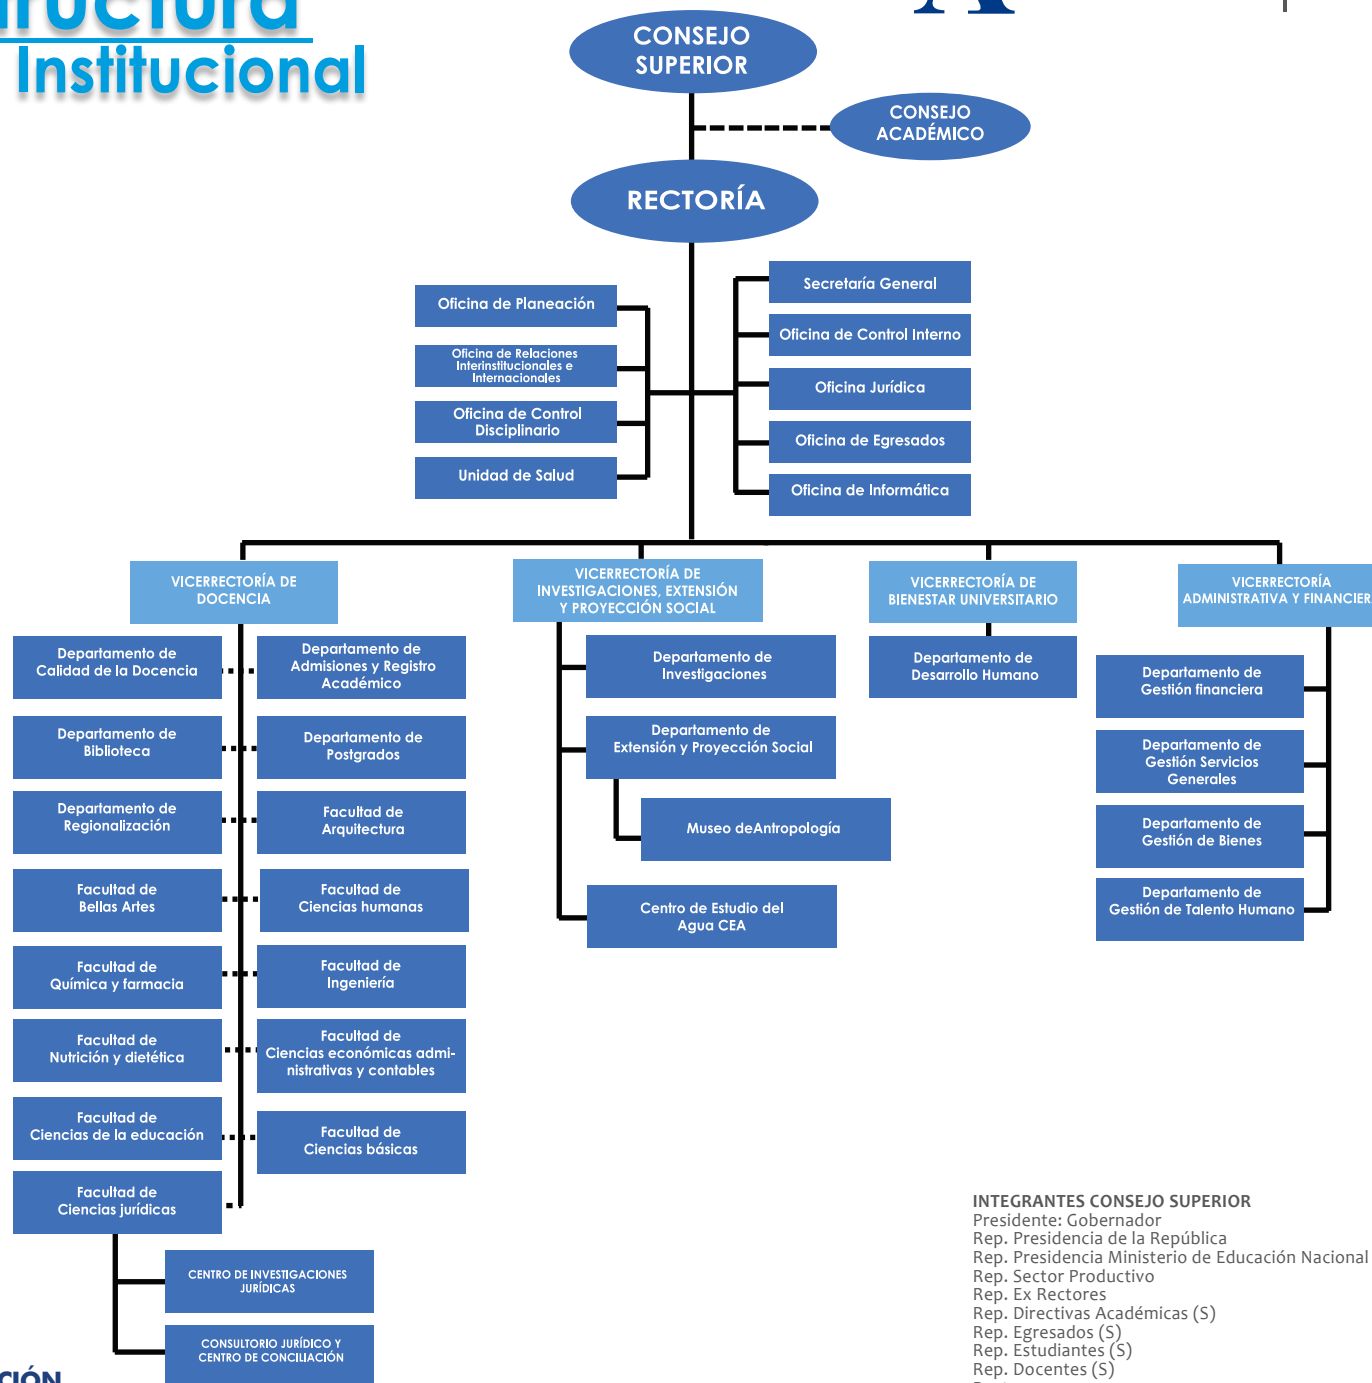 Institucional
CONSEJO
SUPERIOR
CONSEJO
ACADÉMICO
RECTORÍA
Oficina de Planeación
Oficina de Relaciones
Interinstitucionales e
Internacionales
Oficina de Control
Disciplinario
Unidad de Salud
Secretaría General
Oficina de Control Interno
Oficina Jurídica
Oficina de Egresados
Oficina de Informática
VICERRECTORÍA DE
DOCENCIA
VICERRECTORÍA DE
INVESTIGACIONES, EXTENSIÓN
Y PROYECCIÓN SOCIAL
VICERRECTORÍA DE
BIENESTAR UNIVERSITARIO
VICERRECTORÍA
ADMINISTRATIVA Y FINANCIER
Departamento de
Calidad de la Docencia
Departamento de
Admisiones y Registro
Académico
Departamento de
Biblioteca
Departamento de
Postgrados
Departamento de
Regionalización
Facultad de
Arquitectura
Facultad de
Bellas Artes
Facultad de
Ciencias humanas
Facultad de
Química y farmacia
Facultad de
Ingeniería
Facultad de
Nutrición y dietética
Facultad de
Ciencias económicas admi-
nistrativas y contables
Facultad de
Ciencias de la educación
Facultad de
Ciencias básicas
Facultad de
Ciencias jurídicas
CENTRO DE INVESTIGACIONES
JURÍDICAS
CONSULTORIO JURÍDICO Y
CENTRO DE CONCILIACIÓN
Departamento de
Investigaciones
Departamento de
Extensión y Proyección Social
Museo deAntropología
Centro de Estudio del
Agua CEA
Departamento de
Desarrollo Humano
Departamento de
Gestión financiera
Departamento de
Gestión Servicios
Generales
Departamento de
Gestión de Bienes
Departamento de
Gestión de Talento Humano
INTEGRANTES CONSEJO SUPERIOR
Presidente: Gobernador
Rep. Presidencia de la República
Rep. Presidencia Ministerio de Educación Nacional
Rep. Sector Productivo
Rep. Ex Rectores
Rep. Directivas Académicas (S)
Rep. Egresados (S)
Rep. Estudiantes (S)
Rep. Docentes (S)